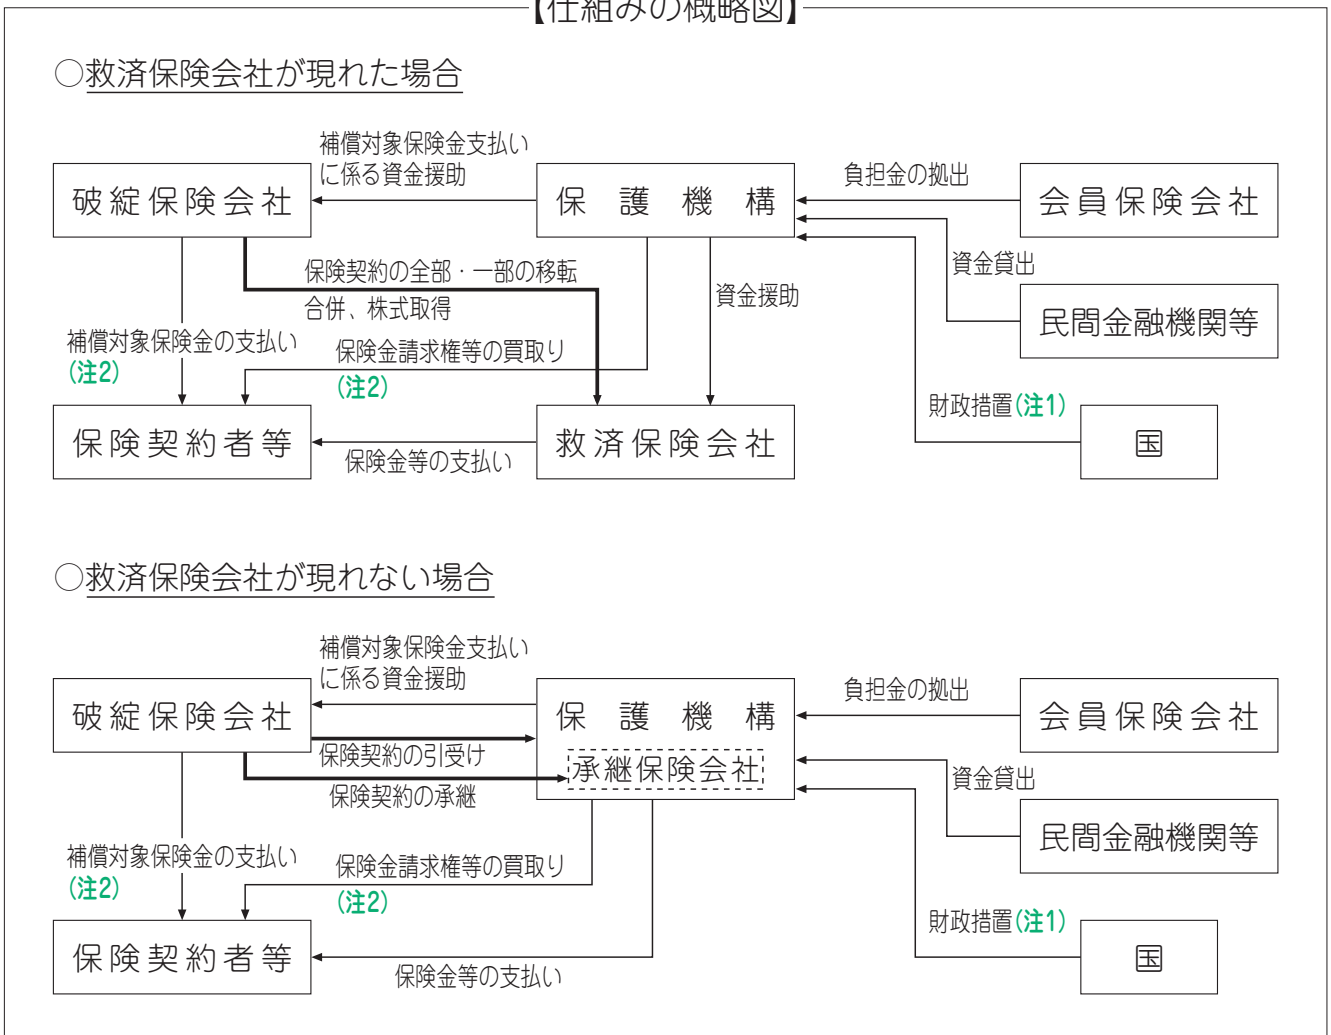 【仕組みの概略図】
○救済保険会社が現れた場合
補償対象保険金支払い
に係る資金援助
負担金の拠出
破綻保険会社
保護機構
会員保険会社
資金貸出
保険契約の全部・一部の移転
合併、株式取得
資金援助
民間金融機関等
補償対象保険金の支払い
(注2)
保険金請求権等の買取り
(注2)
財政措置(注1)
保険契約者等
救済保険会社
国
保険金等の支払い
○救済保険会社が現れない場合
補償対象保険金支払い
に係る資金援助
負担金の拠出
破綻保険会社
保護機構
会員保険会社
保険契約の引受け
承継保険会社
資金貸出
保険契約の承継
民間金融機関等
補償対象保険金の支払い
(注2)
保険金請求権等の買取り
(注2)
財政措置(注1)
保険契約者等
国
保険金等の支払い